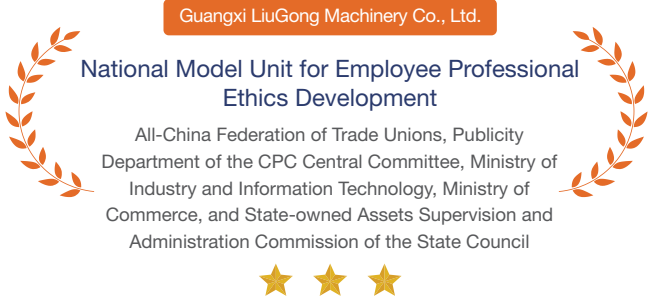 Guangxi LiuGong Machinery Co., Ltd.
National Model Unit for Employee Professional
Ethics Development
All-China Federation of Trade Unions, Publicity
Department of the CPC Central Committee, Ministry of
Industry and Information Technology, Ministry of
Commerce, and State-owned Assets Supervision and
Administration Commission of the State Council